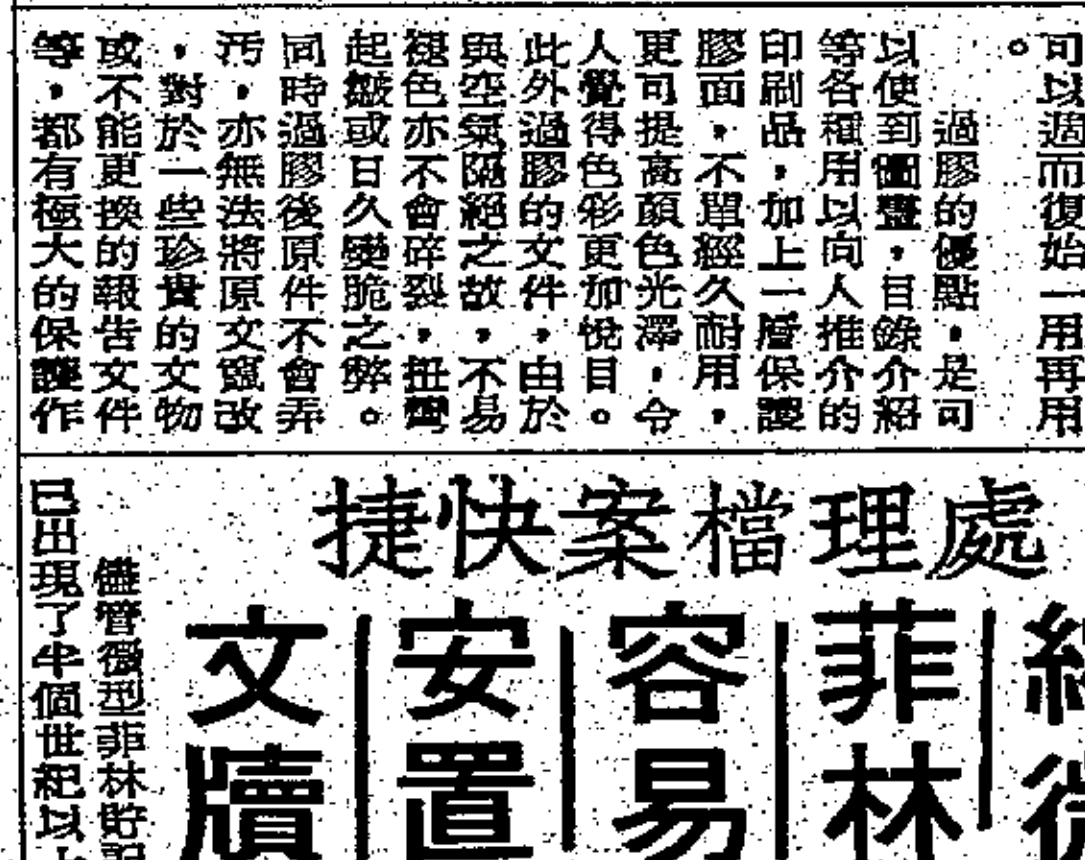 可以週而復始一用再用
。
過膠的優點，是可
以使到圖畫，目錄介紹
等各種用以向人推介的
印刷品，加上一層保護
膠面，不單經久耐用，
更可提高顏色光澤，令
人覺得色彩更加悅目。
此外過膠的文件，由於
與空氣隔絕之故，不易
褪色亦不會碎裂，扭彎
起皺或日久變脆之弊。
同時過膠後原件不會弄
汚，亦無法將原文竄改
，對於一些珍貴的文物
或不能更換的報告文件
等，都有極大的保護作
處理檔案快捷
菲林
容易
安置
文牘
儘管微型菲林
已出現了半個世紀以